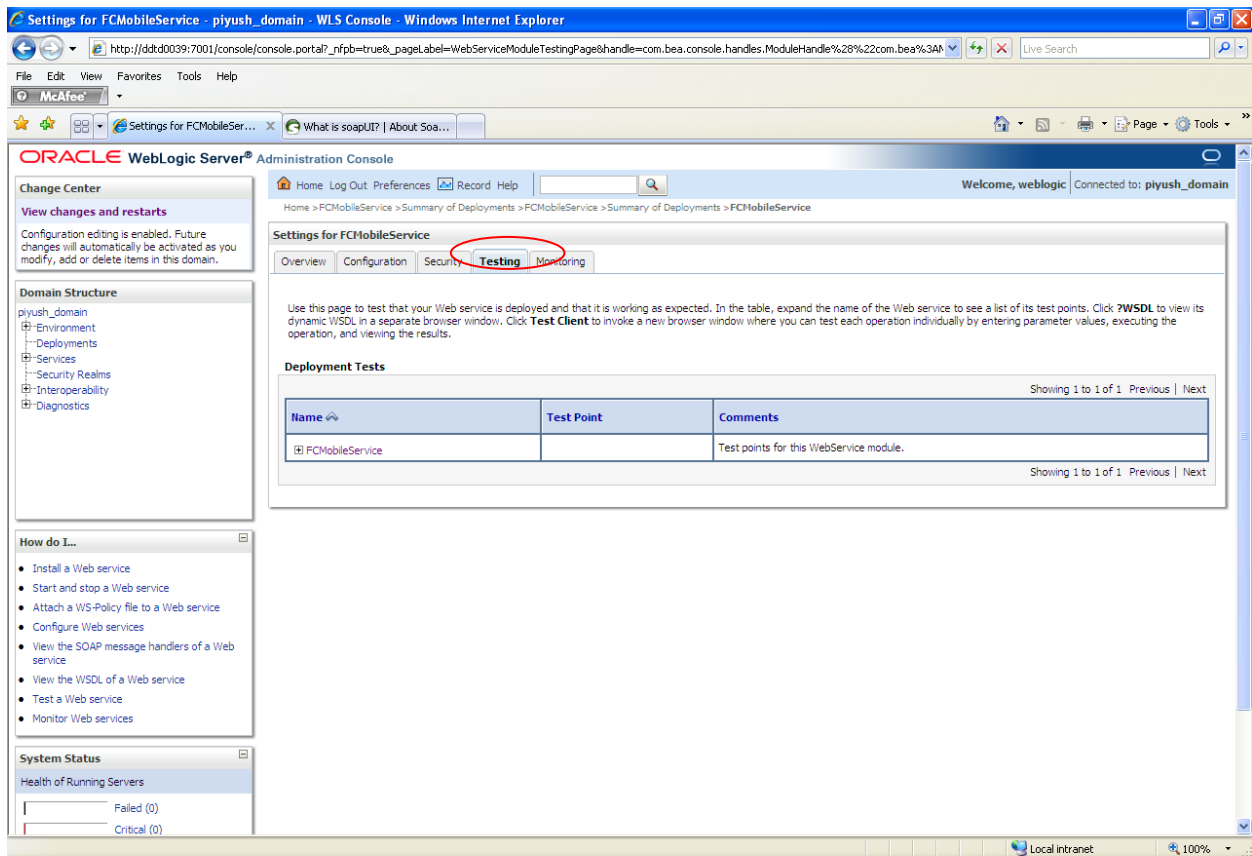 Settings for FCMobileService - piyush_domain - WLS Console - Windows Internet Explorer
http://ddtd0039:7001/console/console.portal?_nfpb=true&_pageLabel=WebServiceModuleTestingPage&handle=com.bea.console.handles.ModuleHandle%28%22com.bea%3AN
Live Search
File Edit View Favorites Tools Help
McAfee
Settings for FCMobileSer... X What is soapUI? | About Soa...
Page Tools »
ORACLE WebLogic Server® Administration Console
Change Center
View changes and restarts
Configuration editing is enabled. Future
changes will automatically be activated as you
modify, add or delete items in this domain.
Domain Structure
piyush_domain
Environment
Deployments
Services
Security Realms
Interoperability
Diagnostics
How do I...
Install a Web service
Start and stop a Web service
Attach a WS-Policy file to a Web service
Configure Web services
View the SOAP message handlers of a Web
service
View the WSDL of a Web service
Test a Web service
Monitor Web services
System Status
Health of Running Servers
Failed (0)
Critical (0)
Home Log Out Preferences Record Help
Welcome, weblogic Connected to: piyush_domain
Home >FCMobileService >Summary of Deployments >FCMobileService >Summary of Deployments >FCMobileService
Settings for FCMobileService
Overview Configuration Security Testing Monitoring
Use this page to test that your Web service is deployed and that it is working as expected. In the table, expand the name of the Web service to see a list of its test points. Click ?WSDL to view its
dynamic WSDL in a separate browser window. Click Test Client to invoke a new browser window where you can test each operation individually by entering parameter values, executing the
operation, and viewing the results.
Deployment Tests
Showing 1 to 1 of 1 Previous | Next
Name Test Point Comments
FCMobileService Test points for this WebService module.
Showing 1 to 1 of 1 Previous | Next
Local intranet 100%